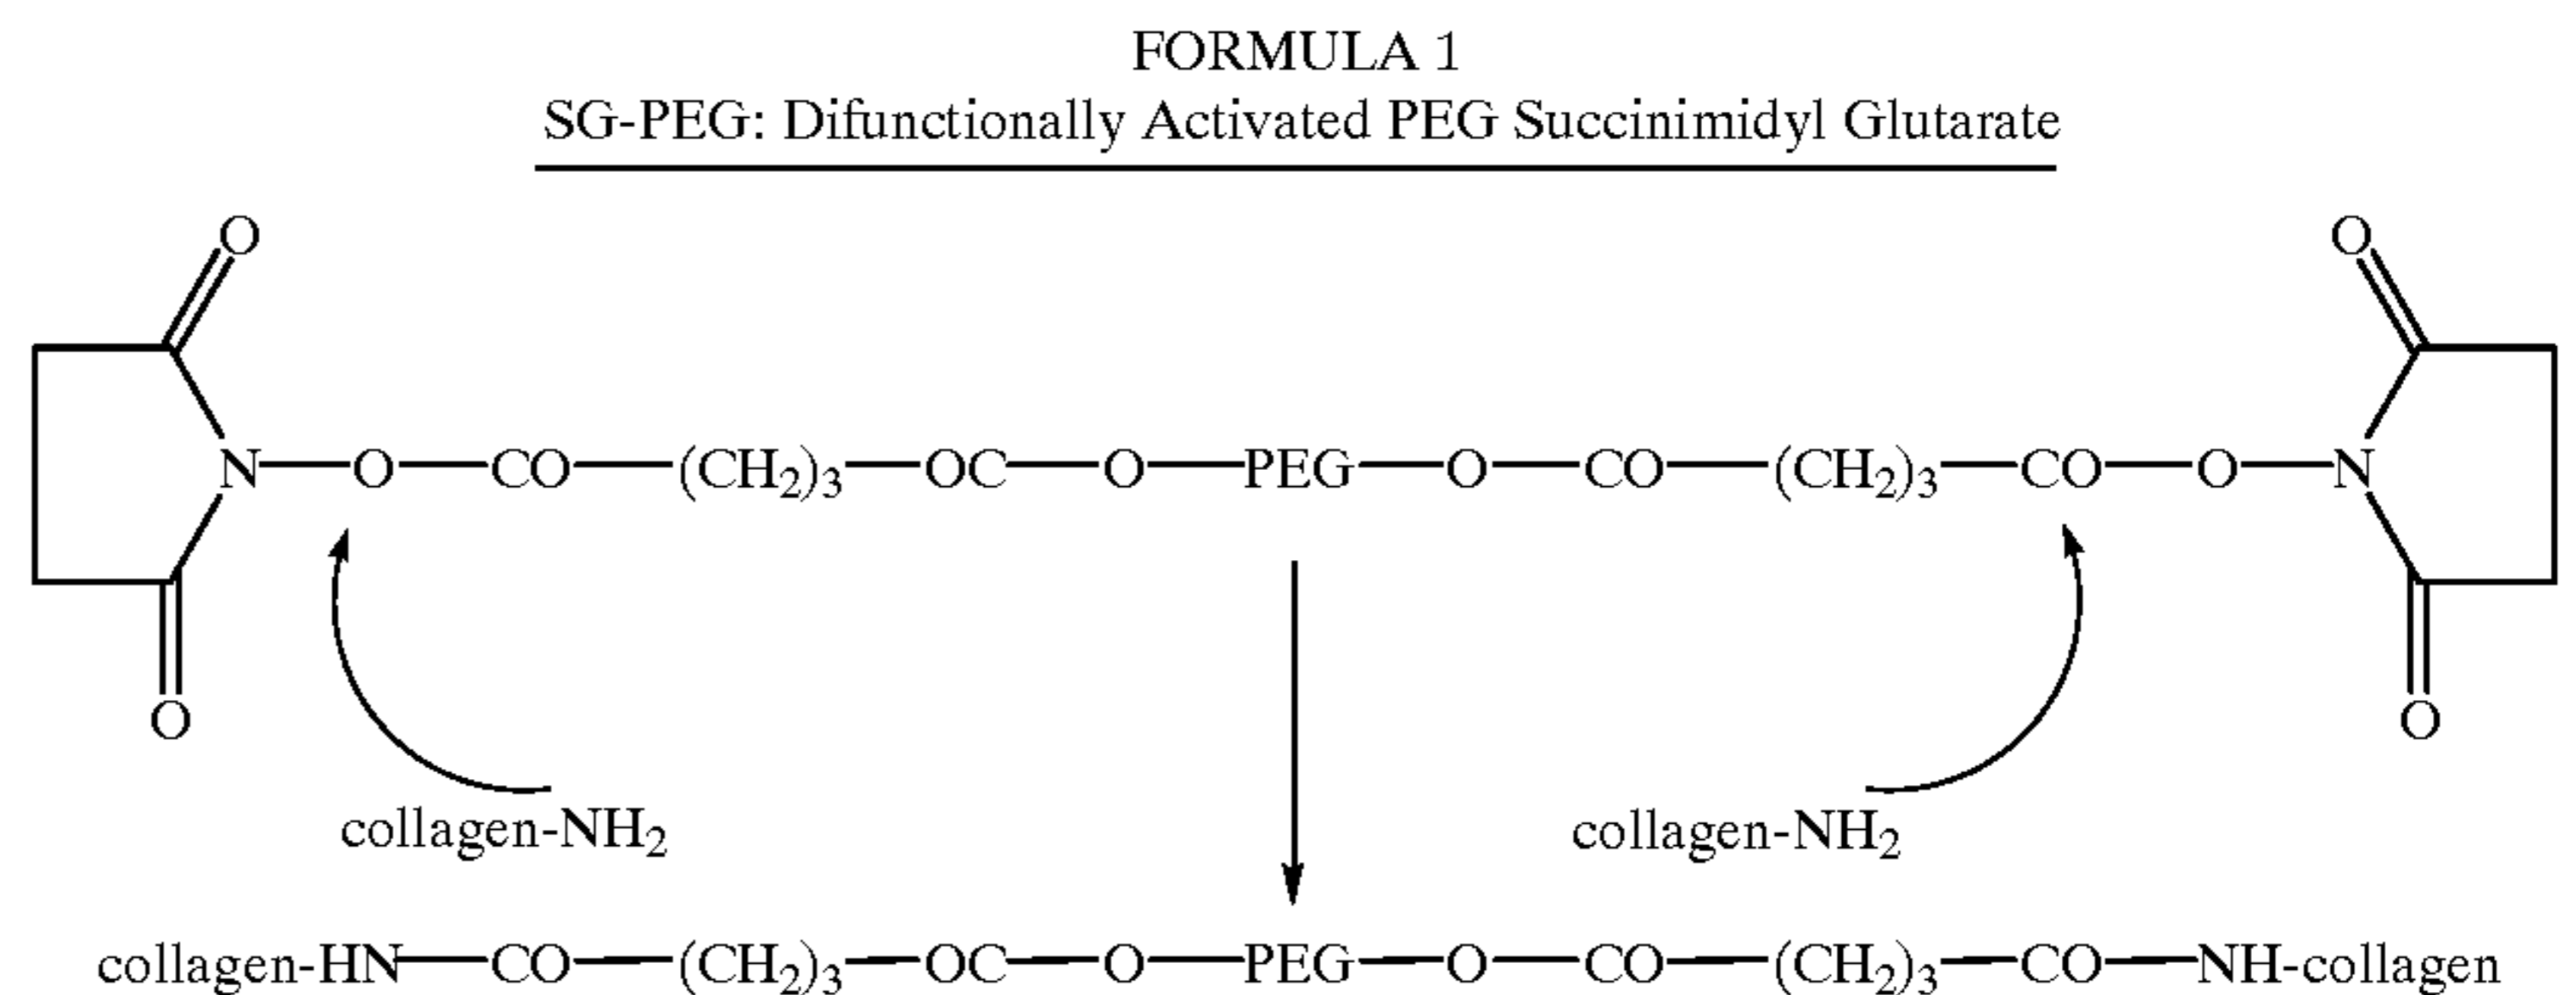 FORMULA 1
SG-PEG: Difunctionally Activated PEG Succinimidyl Glutarate
O O
N—O—CO—(CH₂)₃—OC—O—PEG—O—CO—(CH₂)₃—CO—O—N
O O
collagen-NH₂ collagen-NH₂
collagen-HN—CO—(CH₂)₃—OC—O—PEG—O—CO—(CH₂)₃—CO—NH-collagen